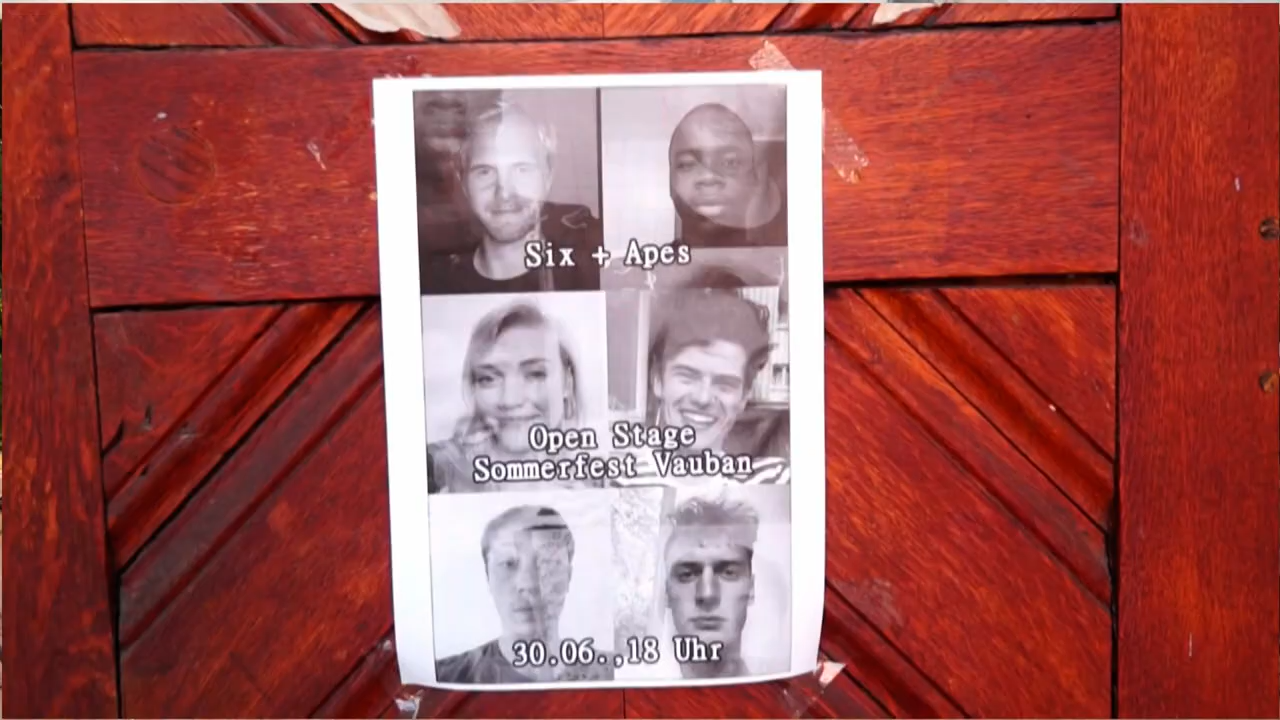 Six + Apes
Open Stage
Sommerfest Vauban
30.06.,18 Uhr